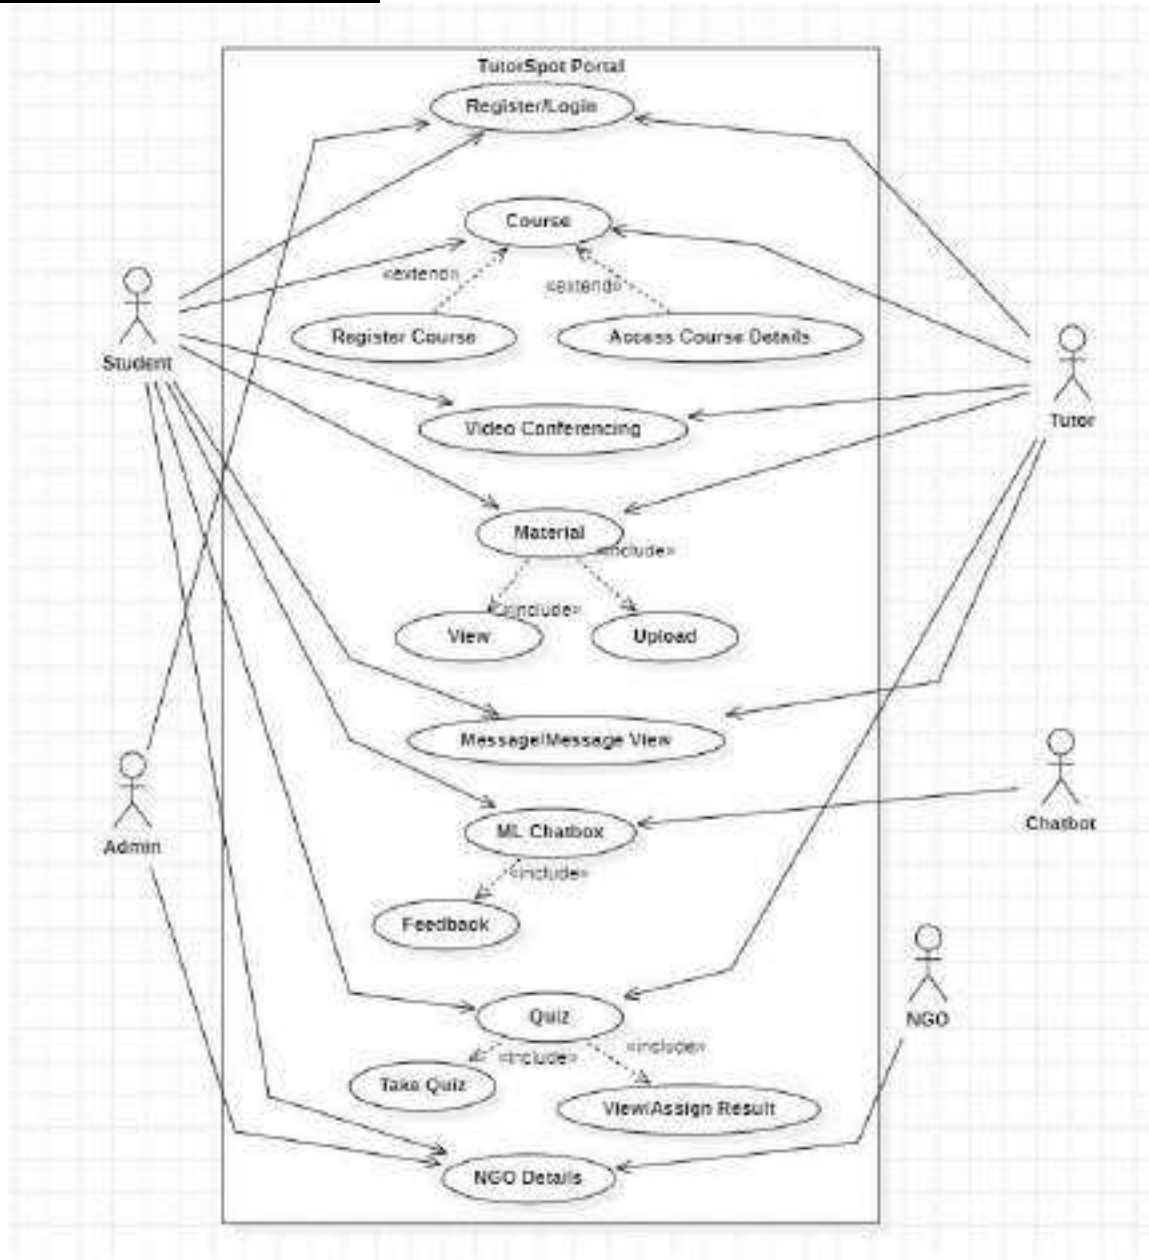 TutorSpot Portal
Register/Login
Course
«extend»
«extend»
Register Course
Access Course Details
Student
Tutor
Video Conferencing
Material
«include»
«include»
View
Upload
Message/Message View
ML Chatbox
Chatbot
Admin
«include»
Feedback
Quiz
NGO
«include»
«include»
Take Quiz
View/Assign Result
NGO Details